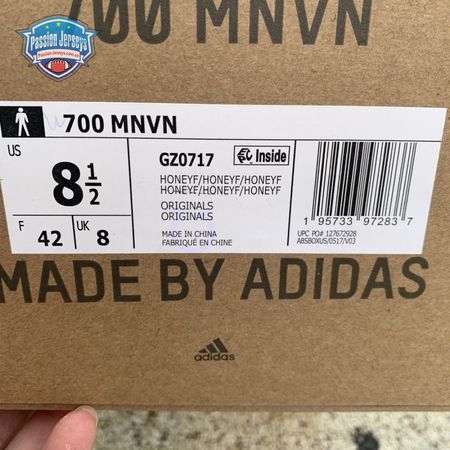 700 MNVN
Passion Jerseys
700 MNVN
US
8 1/2
F
42
UK
8
GZ0717
Inside
HONEYF/HONEYF/HONEYF
HONEYF/HONEYF/HONEYF
ORIGINALS
ORIGINALS
MADE IN CHINA
FABRIQUÉ EN CHINE
1 95733 97283 7
UPC PO# 127672928
ABSBOXUS/0517/V03
MADE BY ADIDAS
adidas